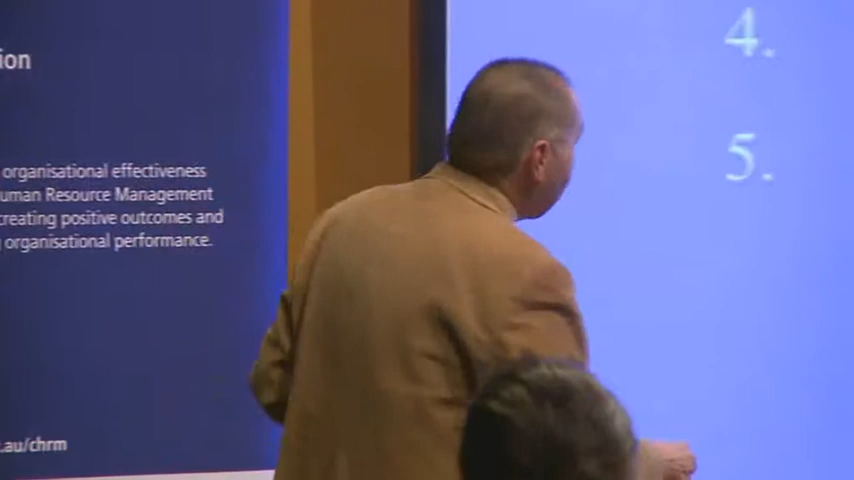 ion
organisational effectiveness
uman Resource Management
creating positive outcomes and
organisational performance.
.au/chrm
4.
5.